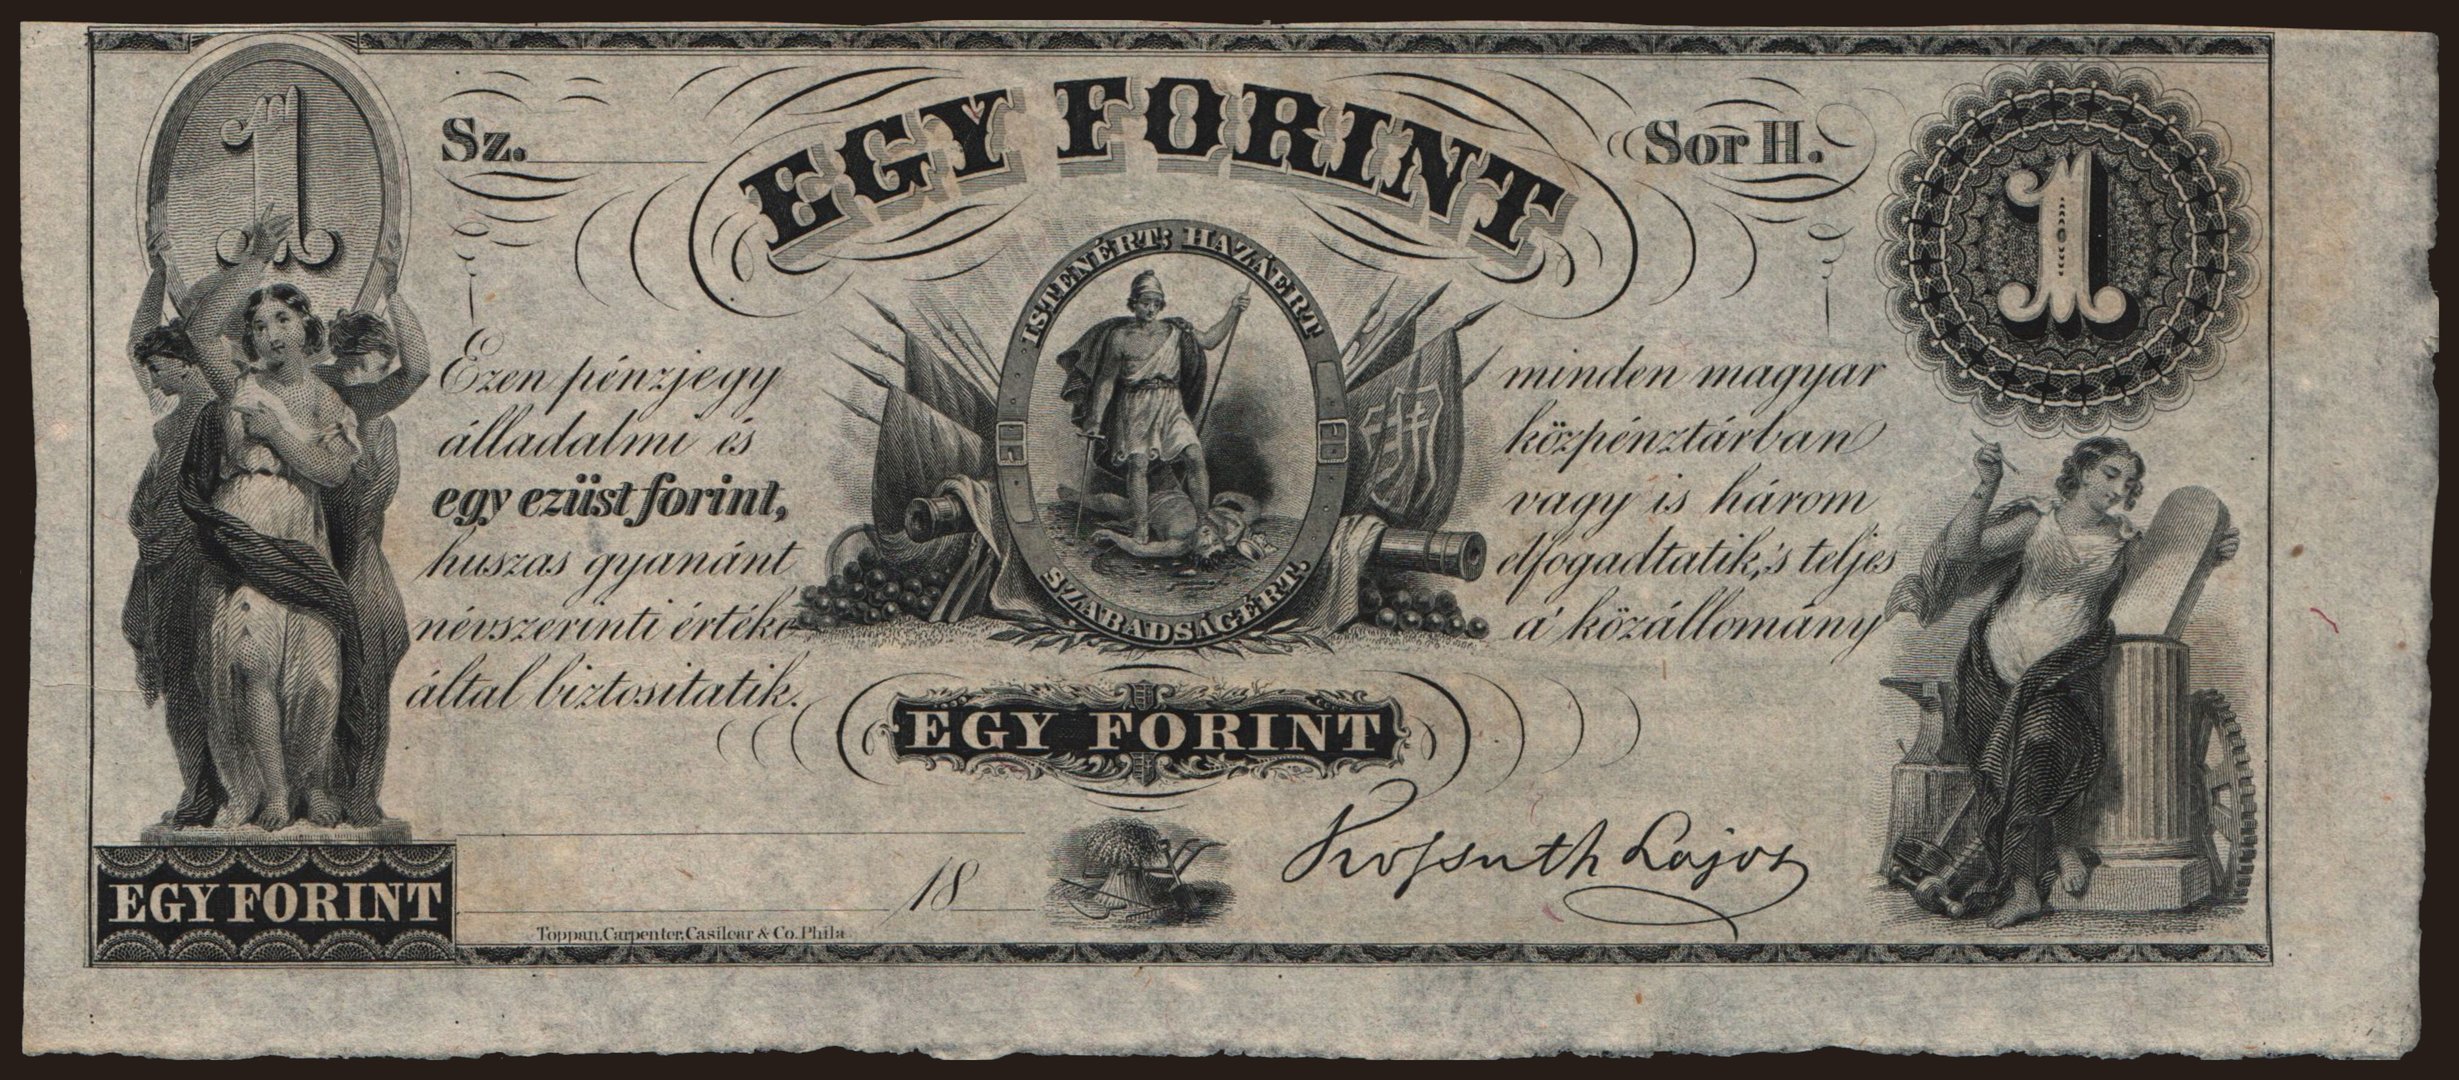 1
Sz.
EGY FORINT
Sor H.
1
ISTENÉRT, HAZÁÉRT
SZABADSÁGÉRT.
Ezen pénzjegy minden magyar
álladalmi és közpénztárban
egy ezüst forint, vagy is három
huszas gyanánt elfogadtatik, 's teljes
névszerinti értéke a' közállomány
által biztositatik.
EGY FORINT
Kossuth Lajos
18
EGY FORINT
Toppan, Carpenter, Casilear & Co. Phila